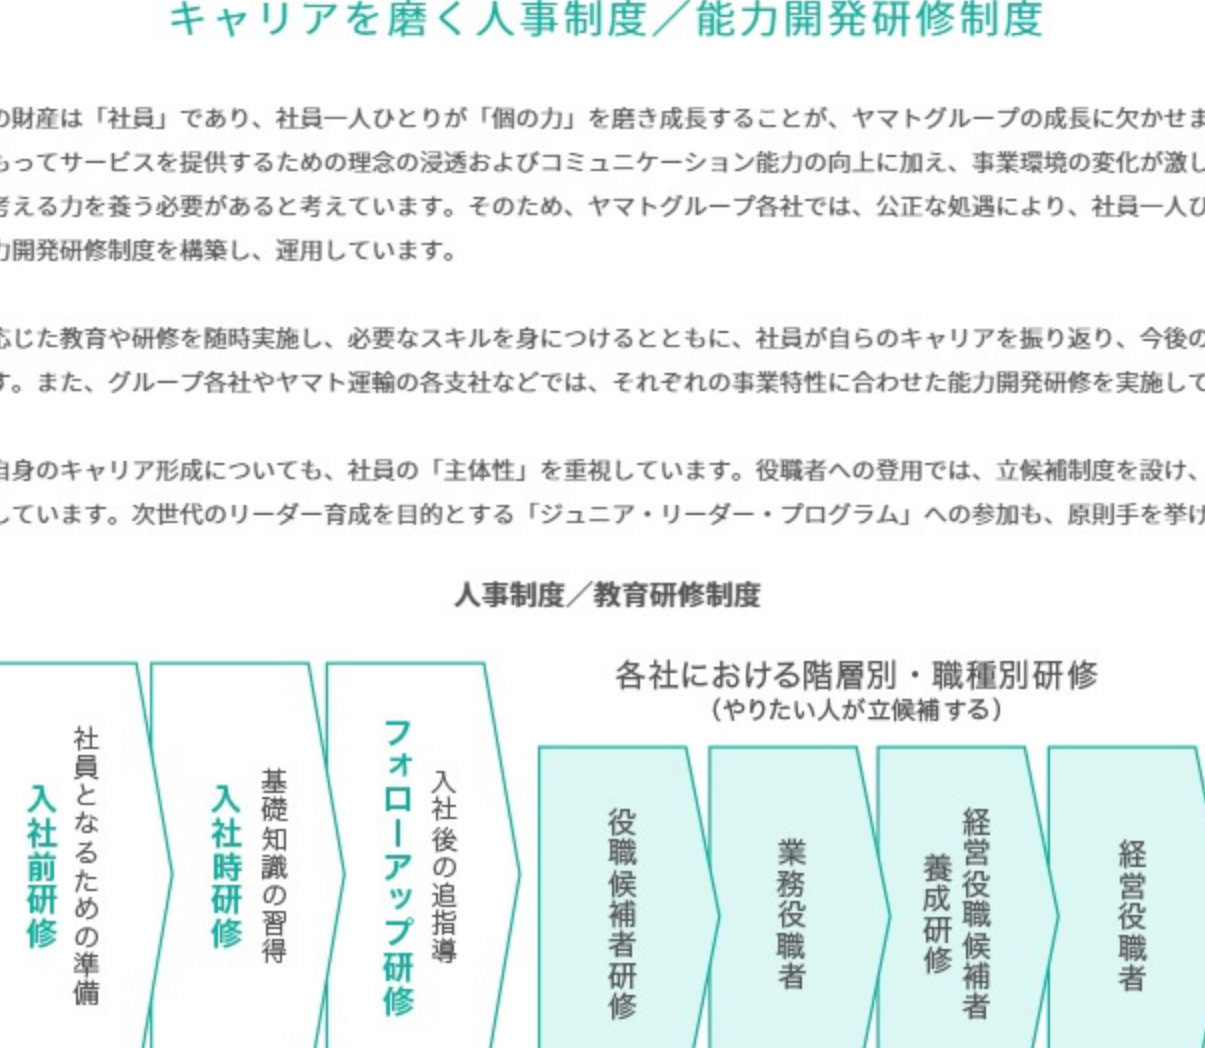 キャリアを磨く人事制度／能力開発研修制度
の財産は「社員」であり、社員一人ひとりが「個の力」を磨き成長することが、ヤマトグループの成長に欠かせま
もってサービスを提供するための理念の浸透およびコミュニケーション能力の向上に加え、事業環境の変化が激し
考える力を養う必要があると考えています。そのため、ヤマトグループ各社では、公正な処遇により、社員一人ひ
力開発研修制度を構築し、運用しています。
応じた教育や研修を随時実施し、必要なスキルを身につけるとともに、社員が自らのキャリアを振り返り、今後の
す。また、グループ各社やヤマト運輸の各支社などでは、それぞれの事業特性に合わせた能力開発研修を実施して
自身のキャリア形成についても、社員の「主体性」を重視しています。役職者への登用では、立候補制度を設け、
しています。次世代のリーダー育成を目的とする「ジュニア・リーダー・プログラム」への参加も、原則手を挙げ
人事制度／教育研修制度
各社における階層別・職種別研修
（やりたい人が立候補する）
社員となるための準備
入社前研修
基礎知識の習得
入社時研修
入社後の追指導
フォローアップ研修
役職候補者研修
業務役職者
経営役職候補者
養成研修
経営役職者